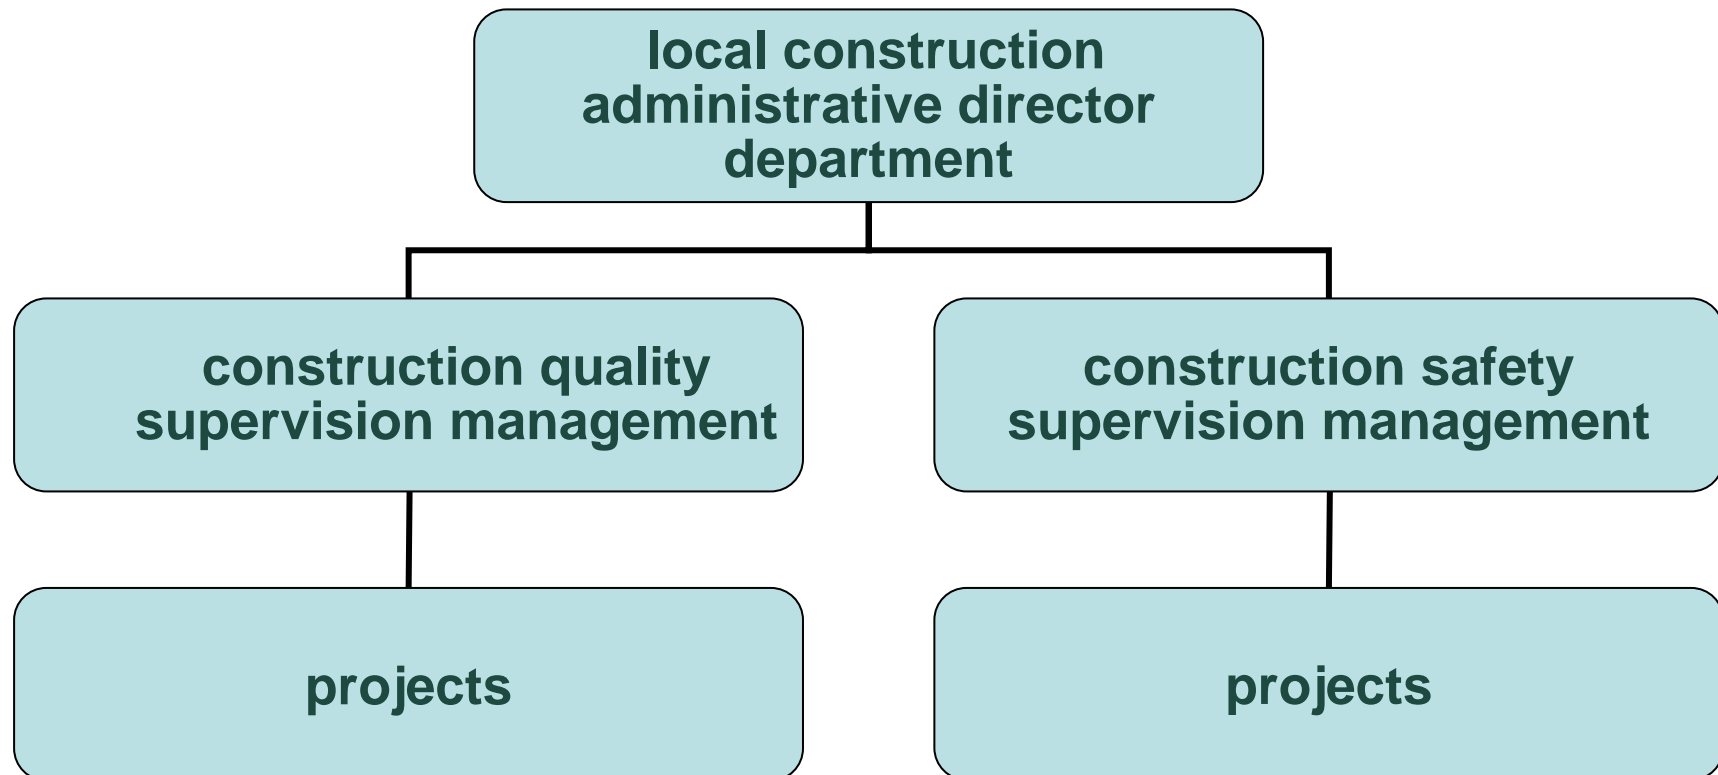 local construction
administrative director
department
construction quality
supervision management
construction safety
supervision management
projects
projects